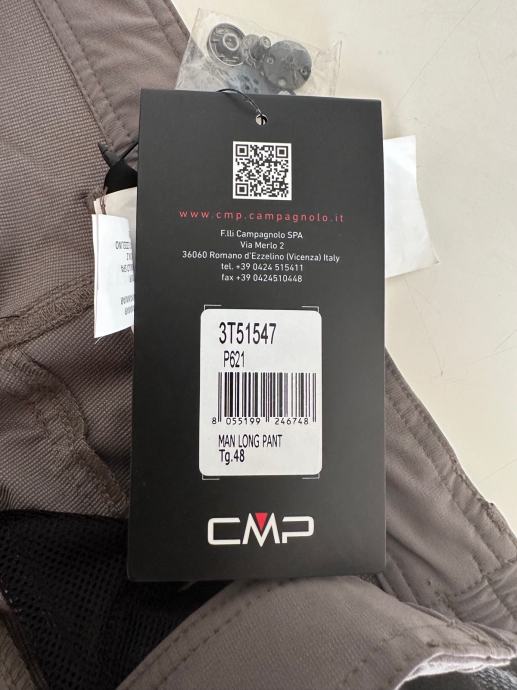 www.cmp.campagnolo.it
F.lli Campagnolo SPA
Via Merlo 2
36060 Romano d'Ezzelino (Vicenza) Italy
tel. +39 0424 515411
fax +39 0424510448
3T51547
P621
8 055199 246748
MAN LONG PANT
Tg.48
CMP